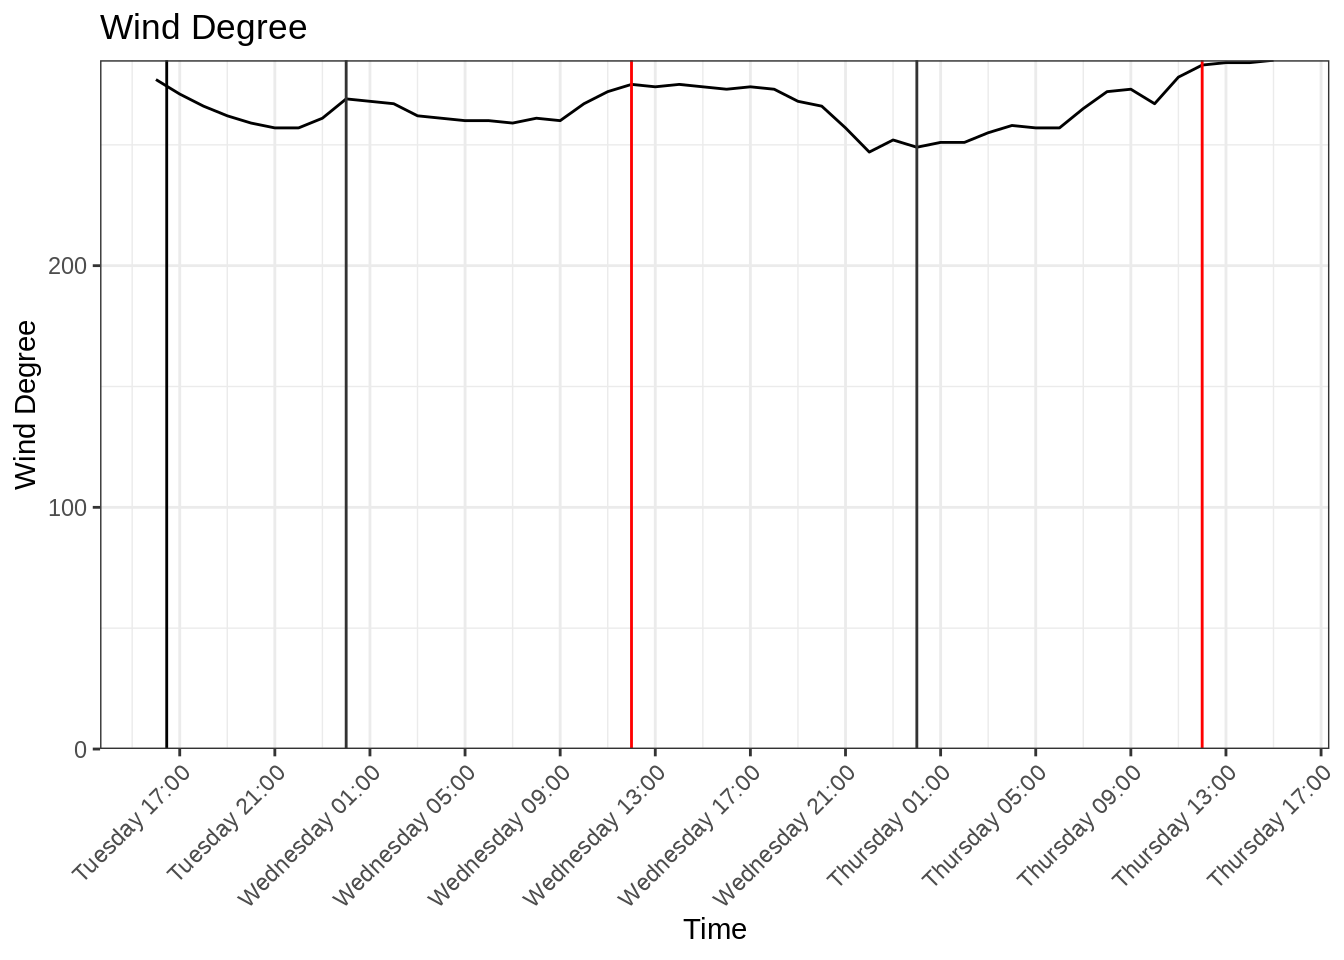 Wind Degree
Wind Degree
200
100
0
Tuesday 17:00
Tuesday 21:00
Wednesday 01:00
Wednesday 05:00
Wednesday 09:00
Wednesday 13:00
Wednesday 17:00
Wednesday 21:00
Thursday 01:00
Thursday 05:00
Thursday 09:00
Thursday 13:00
Thursday 17:00
Time